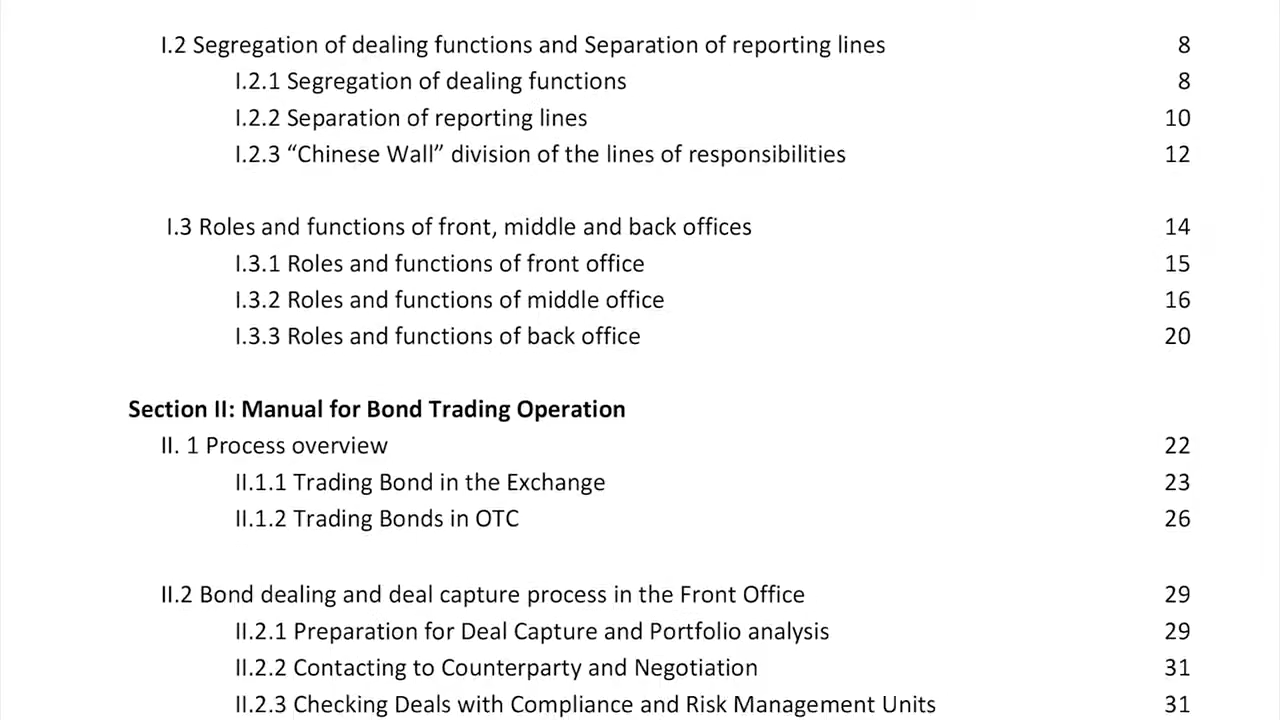 I.2 Segregation of dealing functions and Separation of reporting lines 8
I.2.1 Segregation of dealing functions 8
I.2.2 Separation of reporting lines 10
I.2.3 “Chinese Wall” division of the lines of responsibilities 12
I.3 Roles and functions of front, middle and back offices 14
I.3.1 Roles and functions of front office 15
I.3.2 Roles and functions of middle office 16
I.3.3 Roles and functions of back office 20
Section II: Manual for Bond Trading Operation
II. 1 Process overview 22
II.1.1 Trading Bond in the Exchange 23
II.1.2 Trading Bonds in OTC 26
II.2 Bond dealing and deal capture process in the Front Office 29
II.2.1 Preparation for Deal Capture and Portfolio analysis 29
II.2.2 Contacting to Counterparty and Negotiation 31
II.2.3 Checking Deals with Compliance and Risk Management Units 31